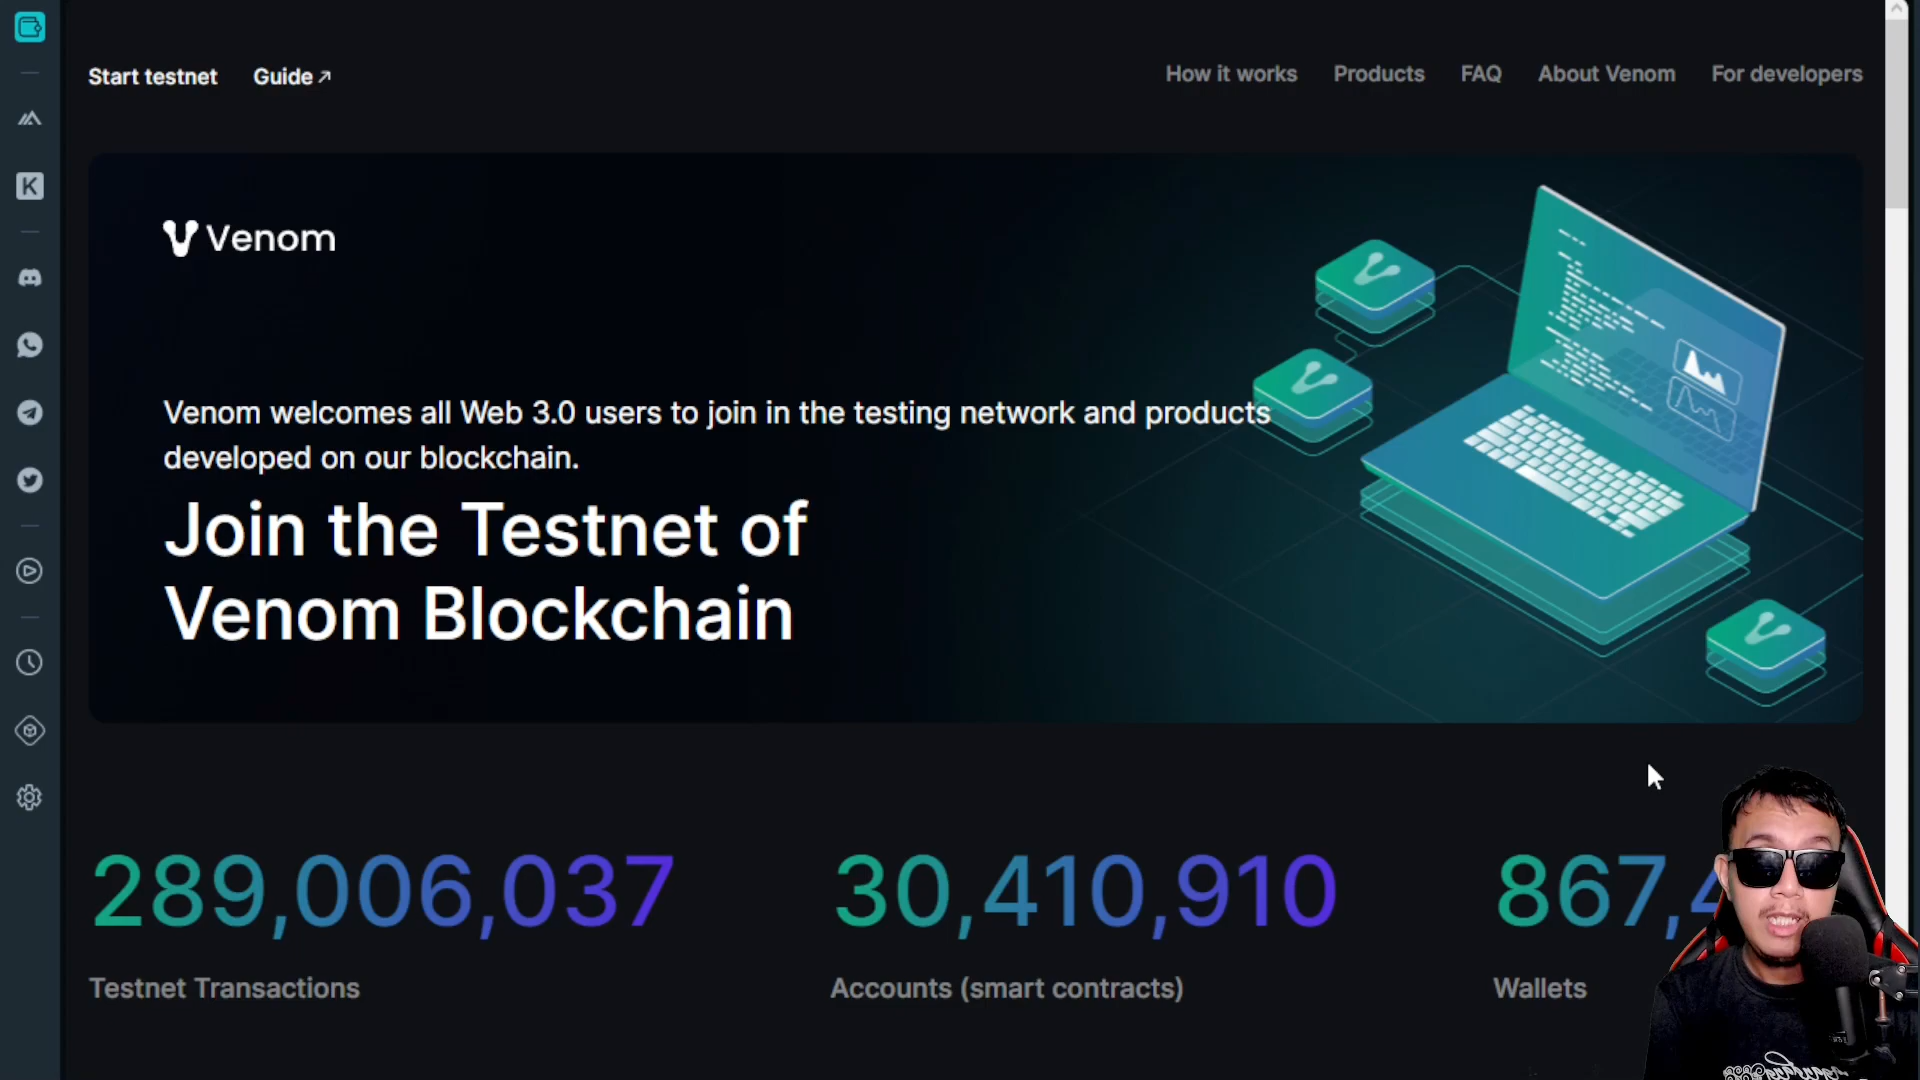 Start testnet
Guide ↗
How it works
Products
FAQ
About Venom
For developers
Venom
Venom welcomes all Web 3.0 users to join in the testing network and products
developed on our blockchain.
Join the Testnet of
Venom Blockchain
289,006,037
30,410,910
867,4
Testnet Transactions
Accounts (smart contracts)
Wallets
K